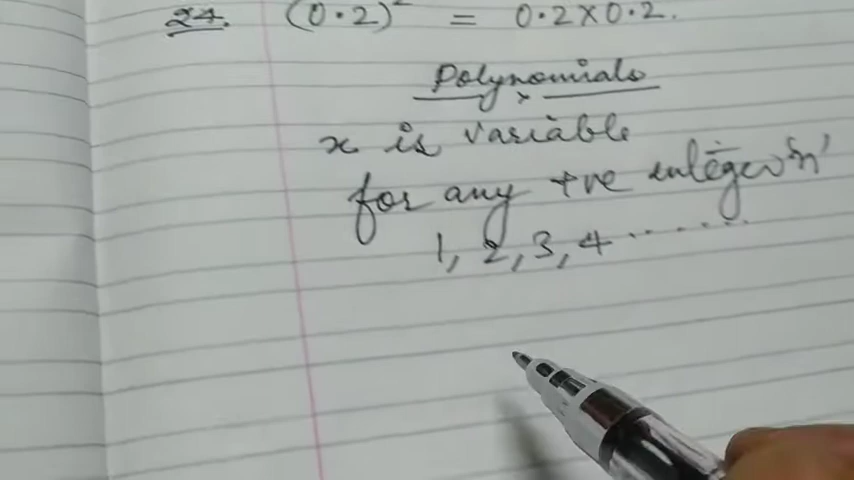 24. (0.2)² = 0.2×0.2.
Polynomials
x is variable
for any +ve integer 'n'
1, 2, 3, 4 .......